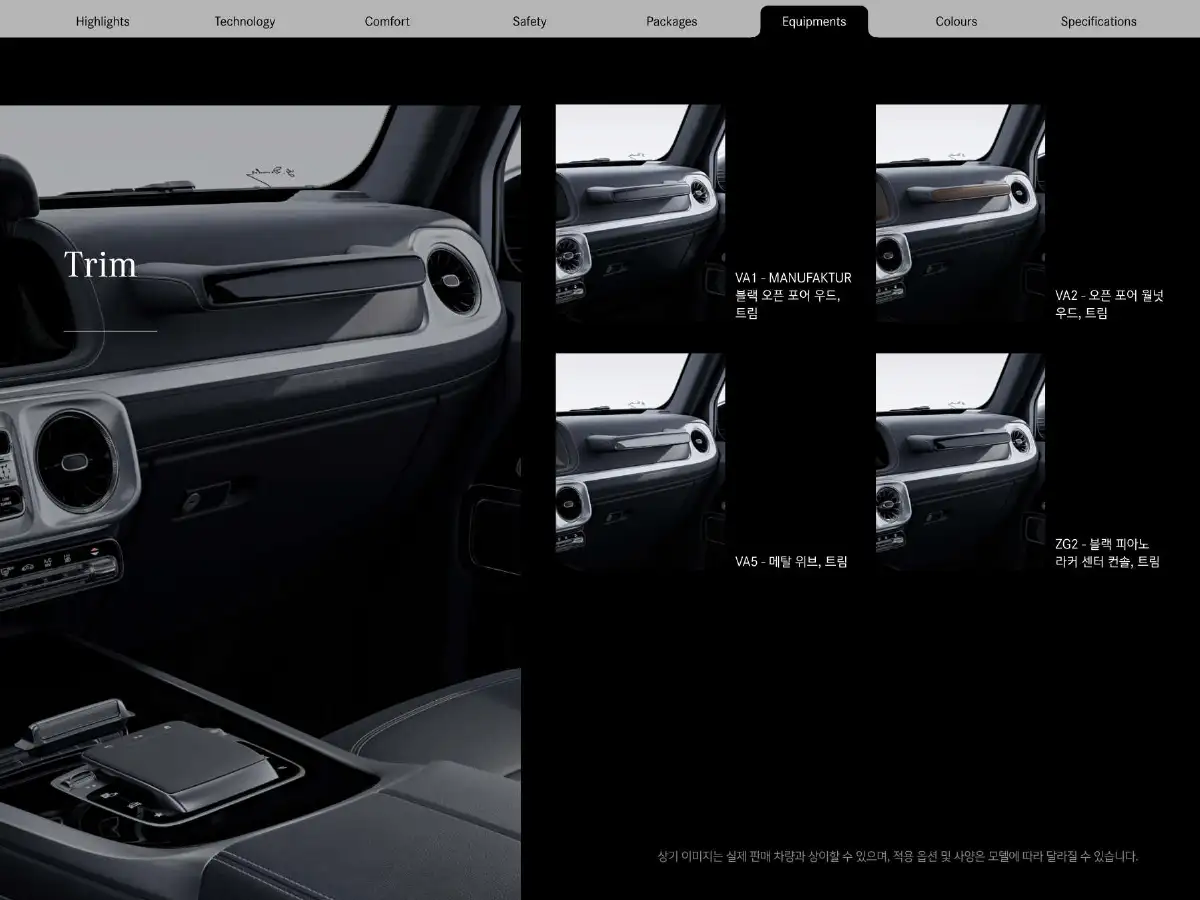 Highlights
Technology
Comfort
Safety
Packages
Equipments
Colours
Specifications
Trim
VA1 - MANUFAKTUR
블랙 오픈 포어 우드,
트림
VA2 - 오픈 포어 월넛
우드, 트림
VA5 - 메탈 위브, 트림
ZG2 - 블랙 피아노
라커 센터 컨솔, 트림
상기 이미지는 실제 판매 차량과 상이할 수 있으며, 적용 옵션 및 사양은 모델에 따라 달라질 수 있습니다.